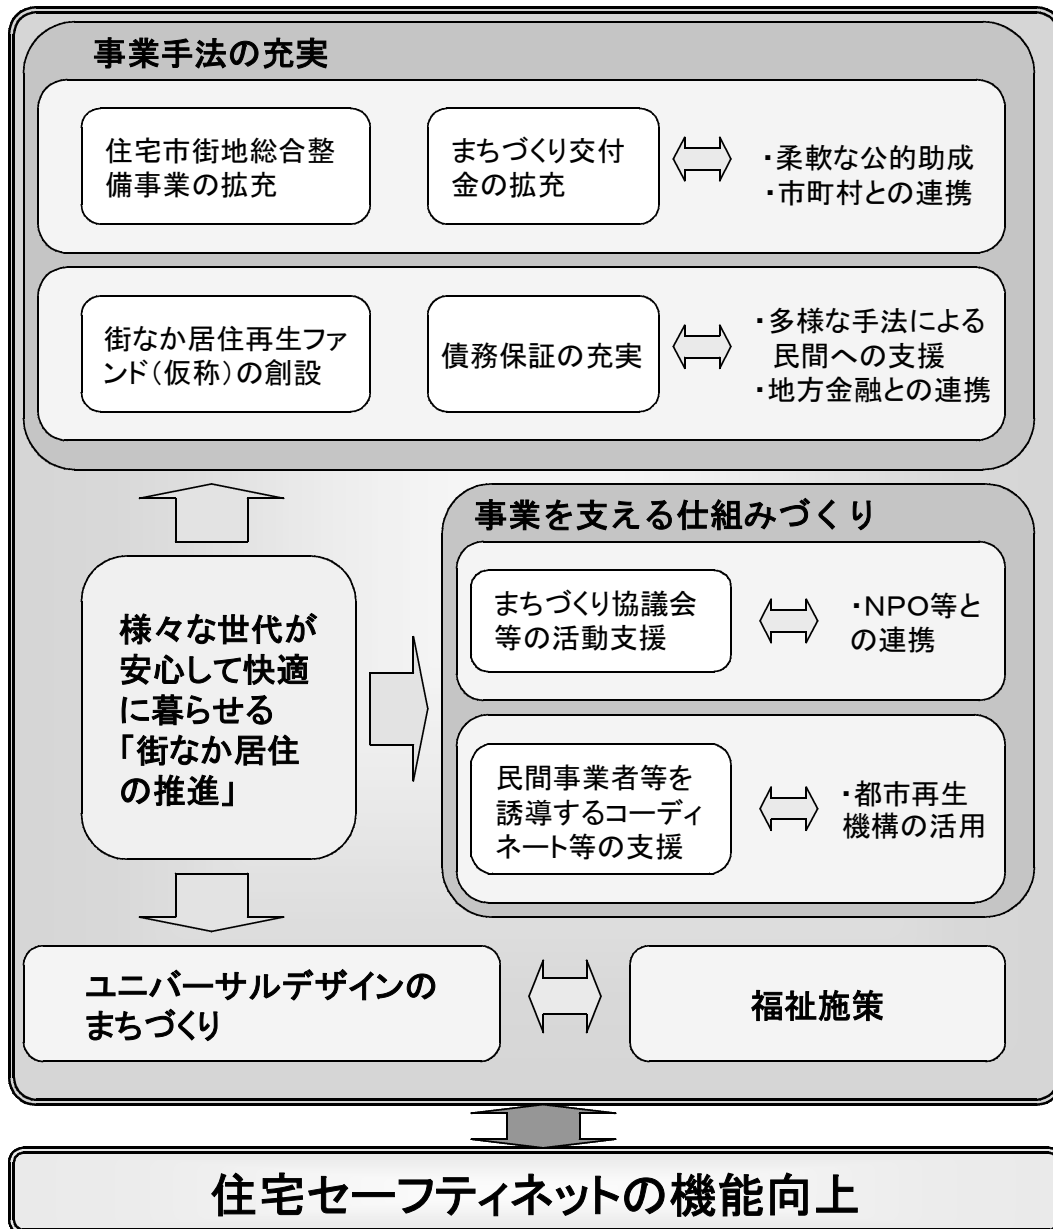 事業手法の充実
住宅市街地総合整
備事業の拡充
まちづくり交付
金の拡充
・柔軟な公的助成
・市町村との連携
街なか居住再生ファ
ンド（仮称）の創設
債務保証の充実
・多様な手法による
民間への支援
・地方金融との連携
事業を支える仕組みづくり
まちづくり協議会
等の活動支援
・ＮＰＯ等と
の連携
様々な世代が
安心して快適
に暮らせる
「街なか居住
の推進」
民間事業者等を
誘導するコーディ
ネート等の支援
・都市再生
機構の活用
ユニバーサルデザインの
まちづくり
福祉施策
住宅セーフティネットの機能向上